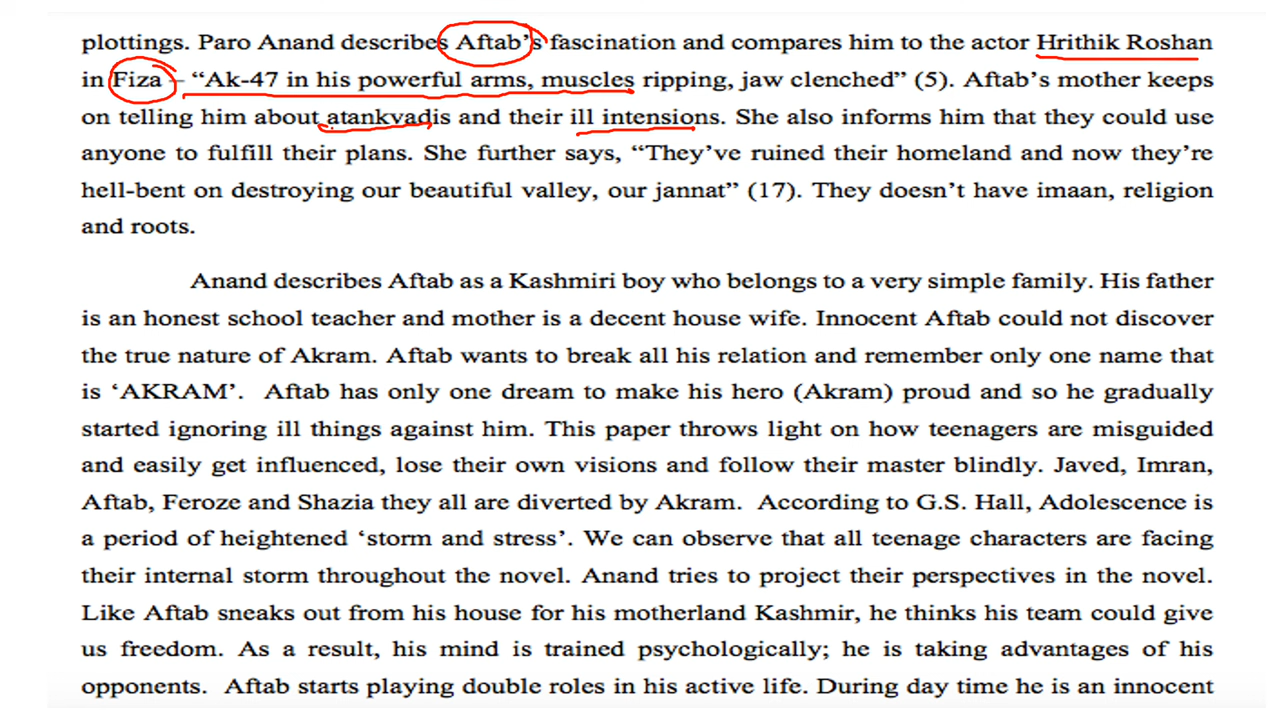 plottings. Paro Anand describes Aftab's fascination and compares him to the actor Hrithik Roshan
in Fiza – “Ak-47 in his powerful arms, muscles ripping, jaw clenched” (5). Aftab's mother keeps
on telling him about atankvadis and their ill intensions. She also informs him that they could use
anyone to fulfill their plans. She further says, “They've ruined their homeland and now they're
hell-bent on destroying our beautiful valley, our jannat” (17). They doesn't have imaan, religion
and roots.
Anand describes Aftab as a Kashmiri boy who belongs to a very simple family. His father
is an honest school teacher and mother is a decent house wife. Innocent Aftab could not discover
the true nature of Akram. Aftab wants to break all his relation and remember only one name that
is ‘AKRAM’. Aftab has only one dream to make his hero (Akram) proud and so he gradually
started ignoring ill things against him. This paper throws light on how teenagers are misguided
and easily get influenced, lose their own visions and follow their master blindly. Javed, Imran,
Aftab, Feroze and Shazia they all are diverted by Akram. According to G.S. Hall, Adolescence is
a period of heightened ‘storm and stress’. We can observe that all teenage characters are facing
their internal storm throughout the novel. Anand tries to project their perspectives in the novel.
Like Aftab sneaks out from his house for his motherland Kashmir, he thinks his team could give
us freedom. As a result, his mind is trained psychologically; he is taking advantages of his
opponents. Aftab starts playing double roles in his active life. During day time he is an innocent